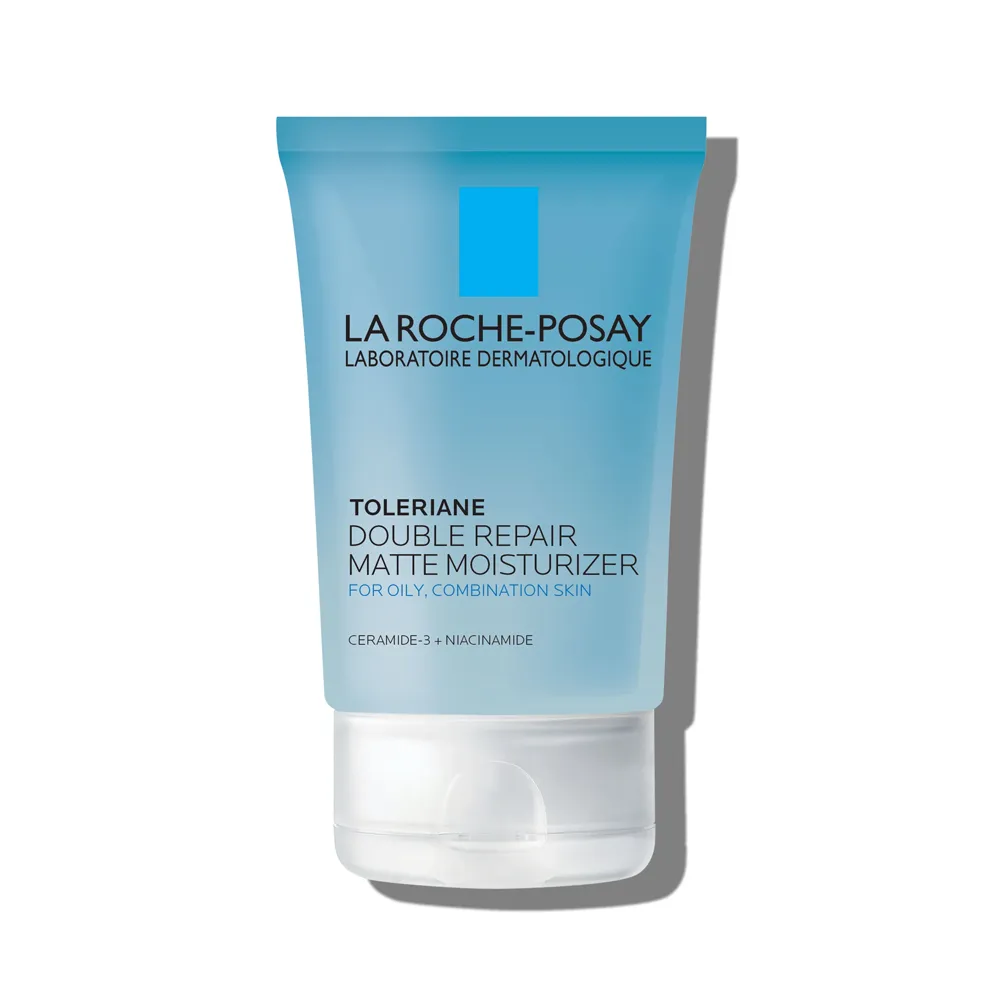 LA ROCHE-POSAY
LABORATOIRE DERMATOLOGIQUE
TOLERIANE
DOUBLE REPAIR
MATTE MOISTURIZER
FOR OILY, COMBINATION SKIN
CERAMIDE-3 + NIACINAMIDE